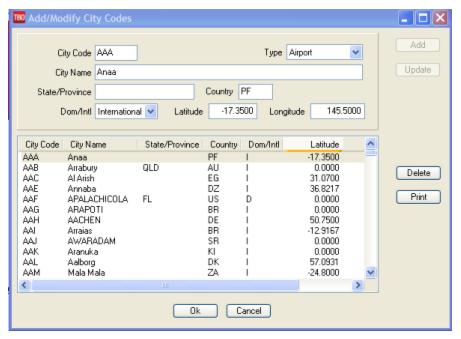 TBO Add/Modify City Codes
City Code AAA Type Airport Add
City Name Anaa Update
State/Province Country PF
Dom/Intl International Latitude -17.3500 Longitude 145.5000
City Code City Name State/Province Country Dom/Intl Latitude
AAA Anaa PF I -17.3500
AAB Arrabury QLD AU I 0.0000
AAC Al Arish EG I 31.0700
AAE Annaba DZ I 36.8217
AAF APALACHICOLA FL US D 0.0000
AAG ARAPOTI BR I 0.0000
AAH AACHEN DE I 50.7500
AAI Arraias BR I -12.9167
AAJ AWARADAM SR I 0.0000
AAK Aranuka KI I 0.0000
AAL Aalborg DK I 57.0931
AAM Mala Mala ZA I -24.8000
Delete
Print
Ok Cancel